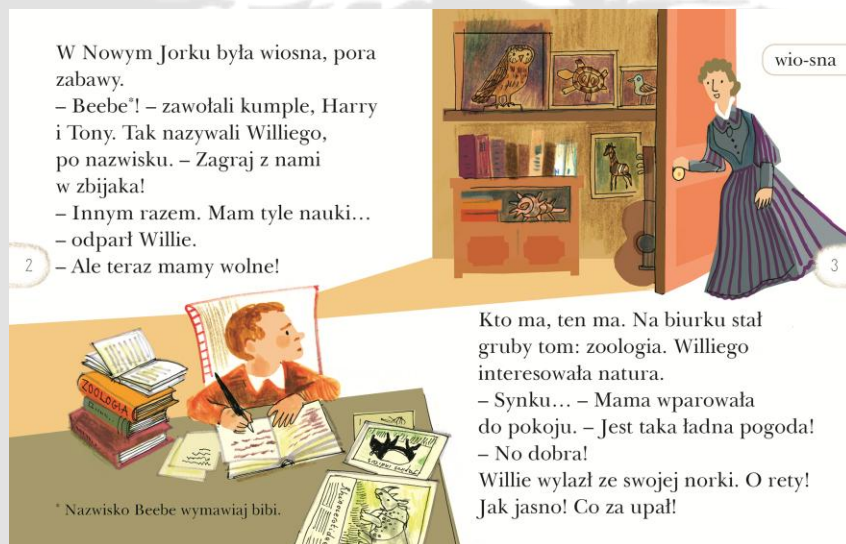 W Nowym Jorku była wiosna, pora
zabawy.
– Beebe*! – zawołali kumple, Harry
i Tony. Tak nazywali Williego,
po nazwisku. – Zagraj z nami
w zbijaka!
– Innym razem. Mam tyle nauki…
– odparł Willie.
– Ale teraz mamy wolne!
2
ZOOLOGIA
* Nazwisko Beebe wymawiaj bibi.
wio-sna
3
Kto ma, ten ma. Na biurku stał
gruby tom: zoologia. Williego
interesowała natura.
– Synku… – Mama wparowała
do pokoju. – Jest taka ładna pogoda!
– No dobra!
Willie wylazł ze swojej norki. O rety!
Jak jasno! Co za upał!